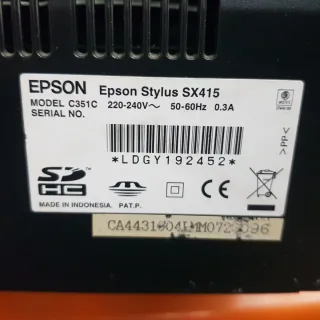 EPSON Epson Stylus SX415
MODEL C351C 220-240V~ 50-60Hz 0.3A
SERIAL NO.
*LDGY192452*
SD
HC
CE
>PP<
MADE IN INDONESIA. PAT.P.